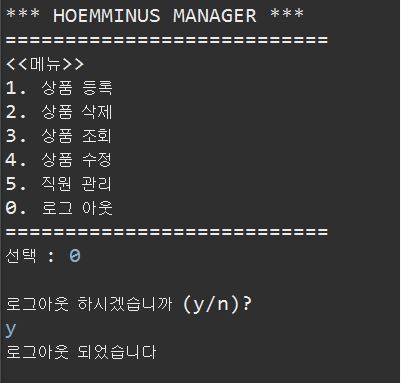 *** HOEMMINUS MANAGER ***
===========================
<<메뉴>>
1. 상품 등록
2. 상품 삭제
3. 상품 조회
4. 상품 수정
5. 직원 관리
0. 로그 아웃
===========================
선택 : 0
로그아웃 하시겠습니까 (y/n)?
y
로그아웃 되었습니다